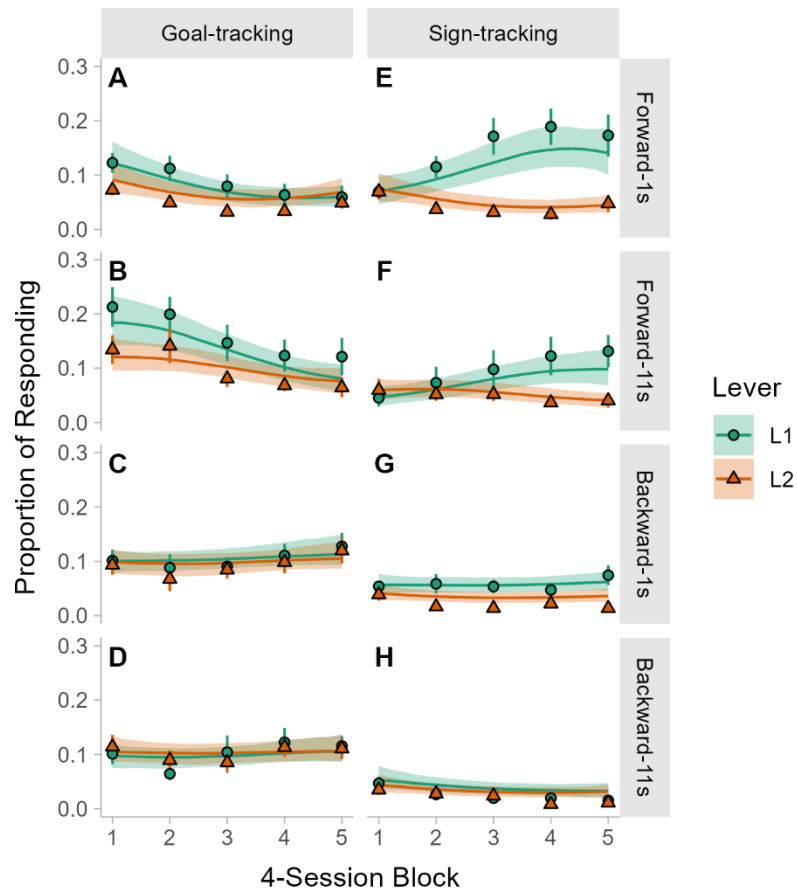 Goal-tracking
Sign-tracking
Proportion of Responding
0.3
0.2
0.1
0.0
A
E
Forward-1s
0.3
0.2
0.1
0.0
B
F
Forward-11s
0.3
0.2
0.1
0.0
C
G
Backward-1s
0.3
0.2
0.1
0.0
D
H
Backward-11s
1 2 3 4 5
1 2 3 4 5
4-Session Block
Lever
L1
L2